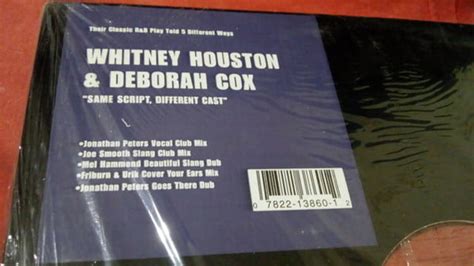 Their Classic R&B Play Told 5 Different Ways
WHITNEY HOUSTON
& DEBORAH COX
"SAME SCRIPT, DIFFERENT CAST"
•Jonathan Peters Vocal Club Mix
•Joe Smooth Slang Club Mix
•Mel Hammond Beautiful Slang Dub
•Friburn & Urik Cover Your Ears Mix
•Jonathan Peters Goes There Dub
0 7822-13860-1 2